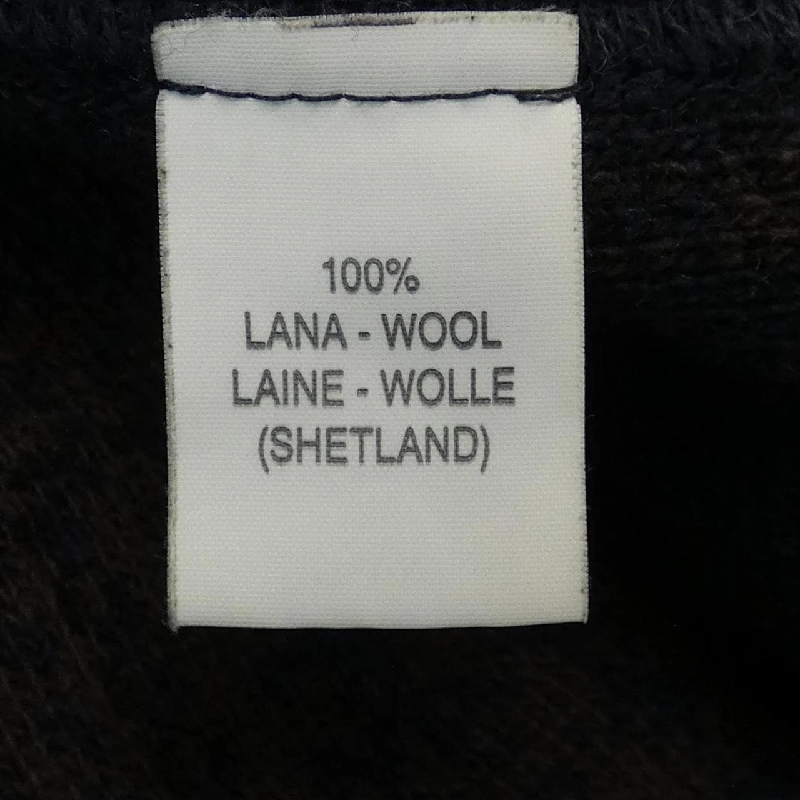 100%
LANA - WOOL
LAINE - WOLLE
(SHETLAND)